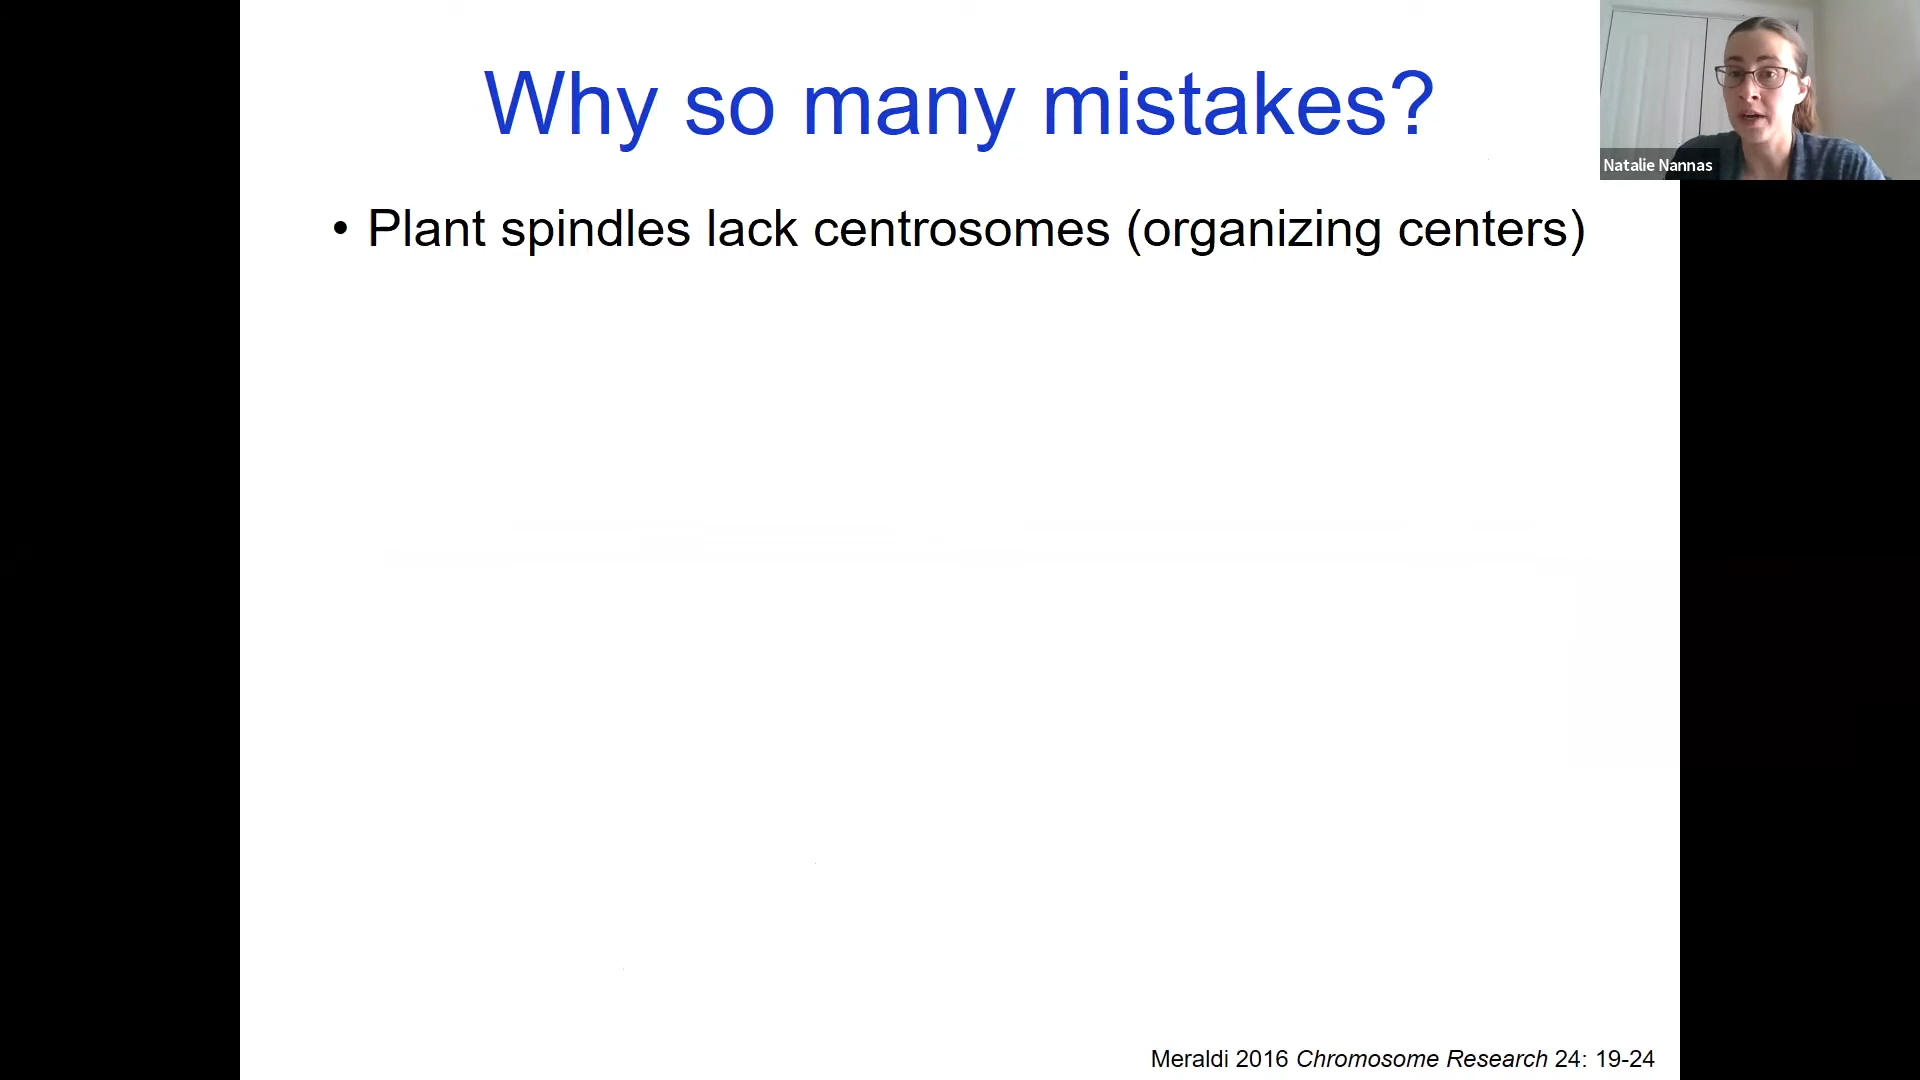 Why so many mistakes?
Natalie Nannas
• Plant spindles lack centrosomes (organizing centers)
Meraldi 2016 Chromosome Research 24: 19-24